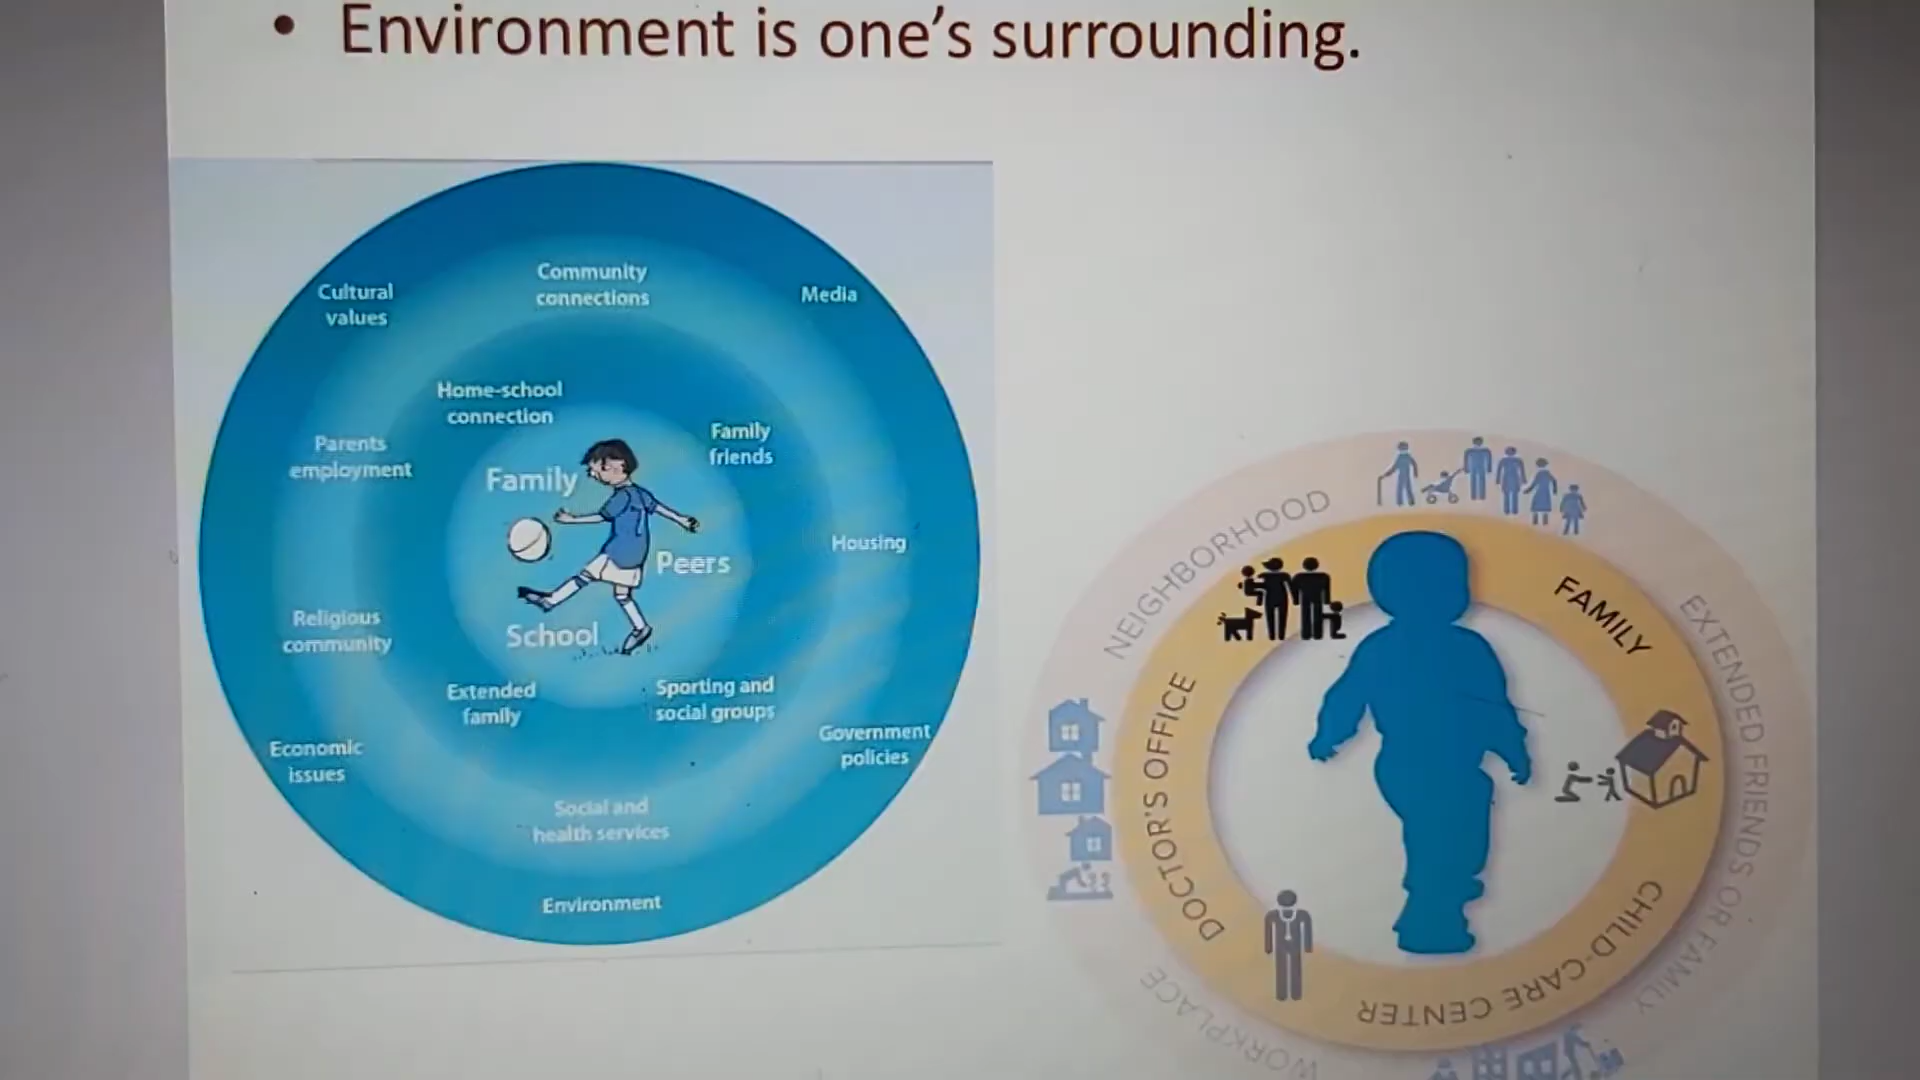 • Environment is one's surrounding.
Cultural
values
Community
connections
Media
Home-school
connection
Family
friends
Parents
employment
Family
Peers
School
Housing
Religious
community
Extended
family
Sporting and
social groups
Government
policies
Economic
issues
Social and
health services
Environment
NEIGHBORHOOD
FAMILY
EXTENDED FRIENDS OR FAMILY
DOCTOR'S OFFICE
CHILD-CARE CENTER
WORKPLACE